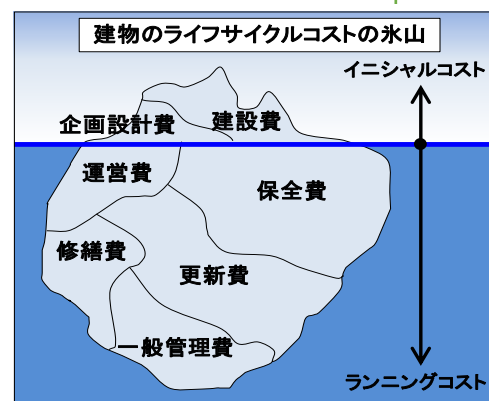 建物のライフサイクルコストの氷山
イニシャルコスト
企画設計費
建設費
運営費
保全費
修繕費
更新費
一般管理費
ランニングコスト